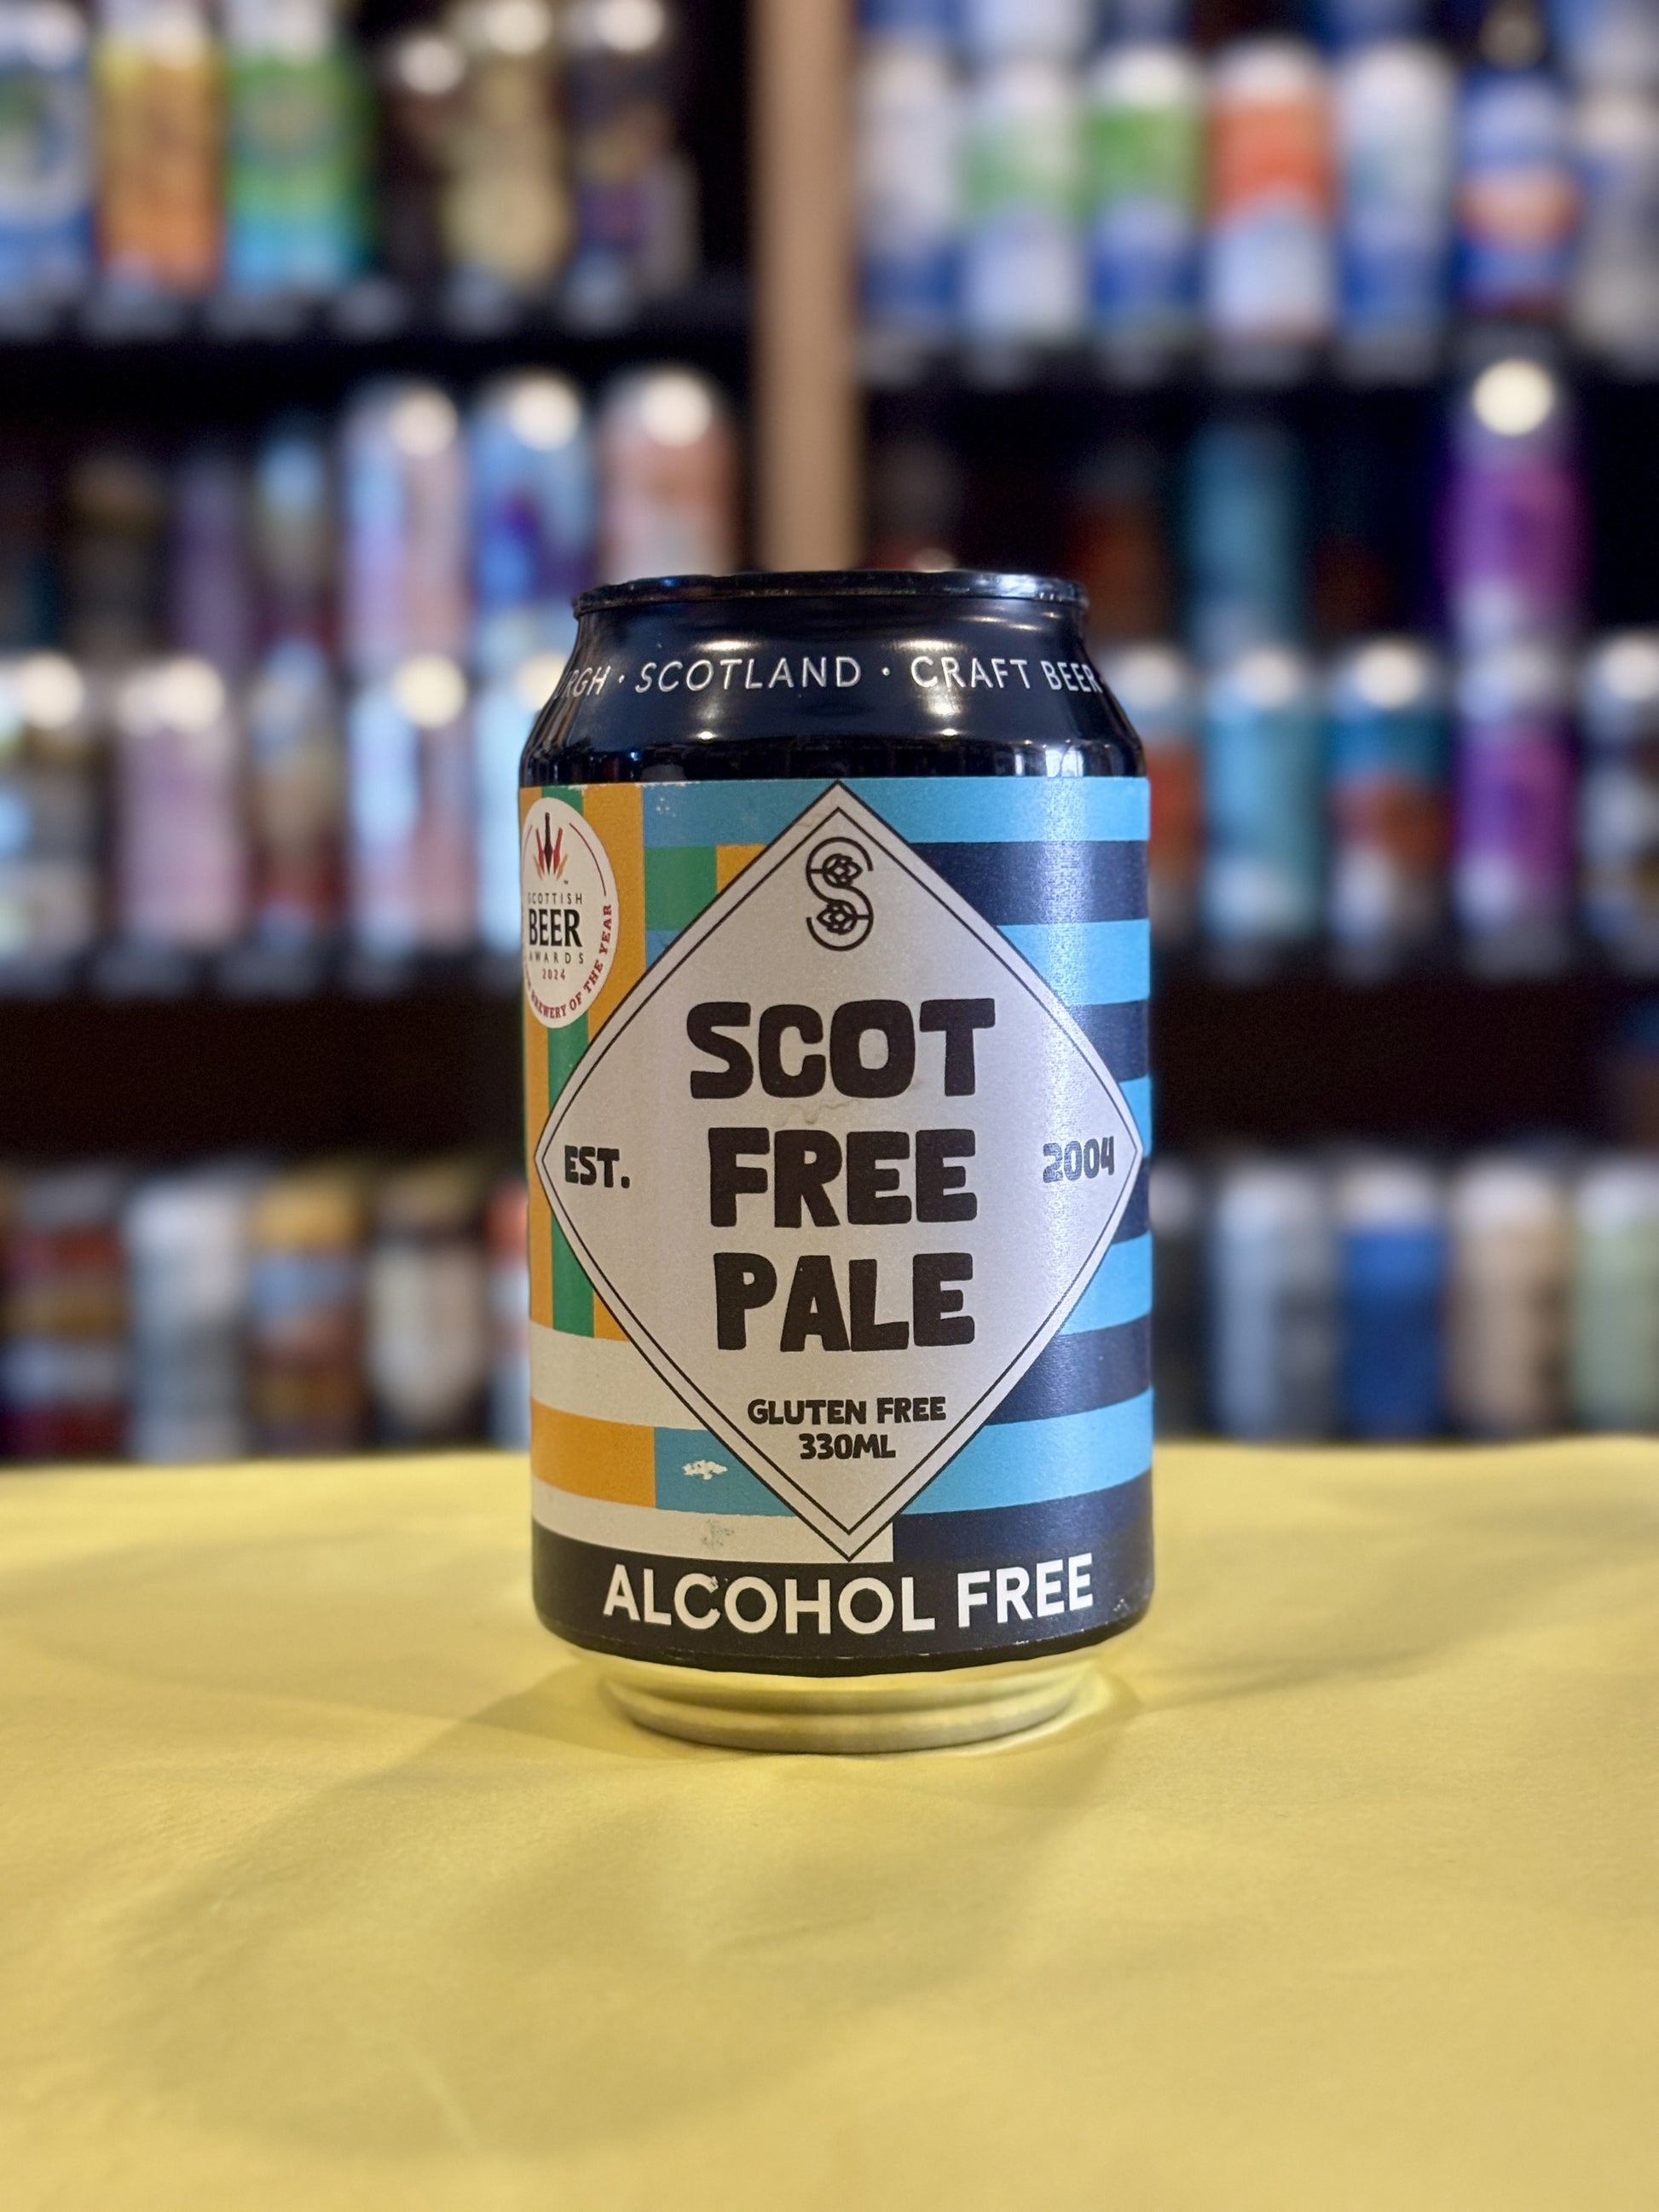 SCOTLAND · CRAFT BEER
SCOTTISH
BEER
AWARDS
2024
BREWERY OF THE YEAR
SCOT
FREE
PALE
EST.
2004
GLUTEN FREE
330ML
ALCOHOL FREE